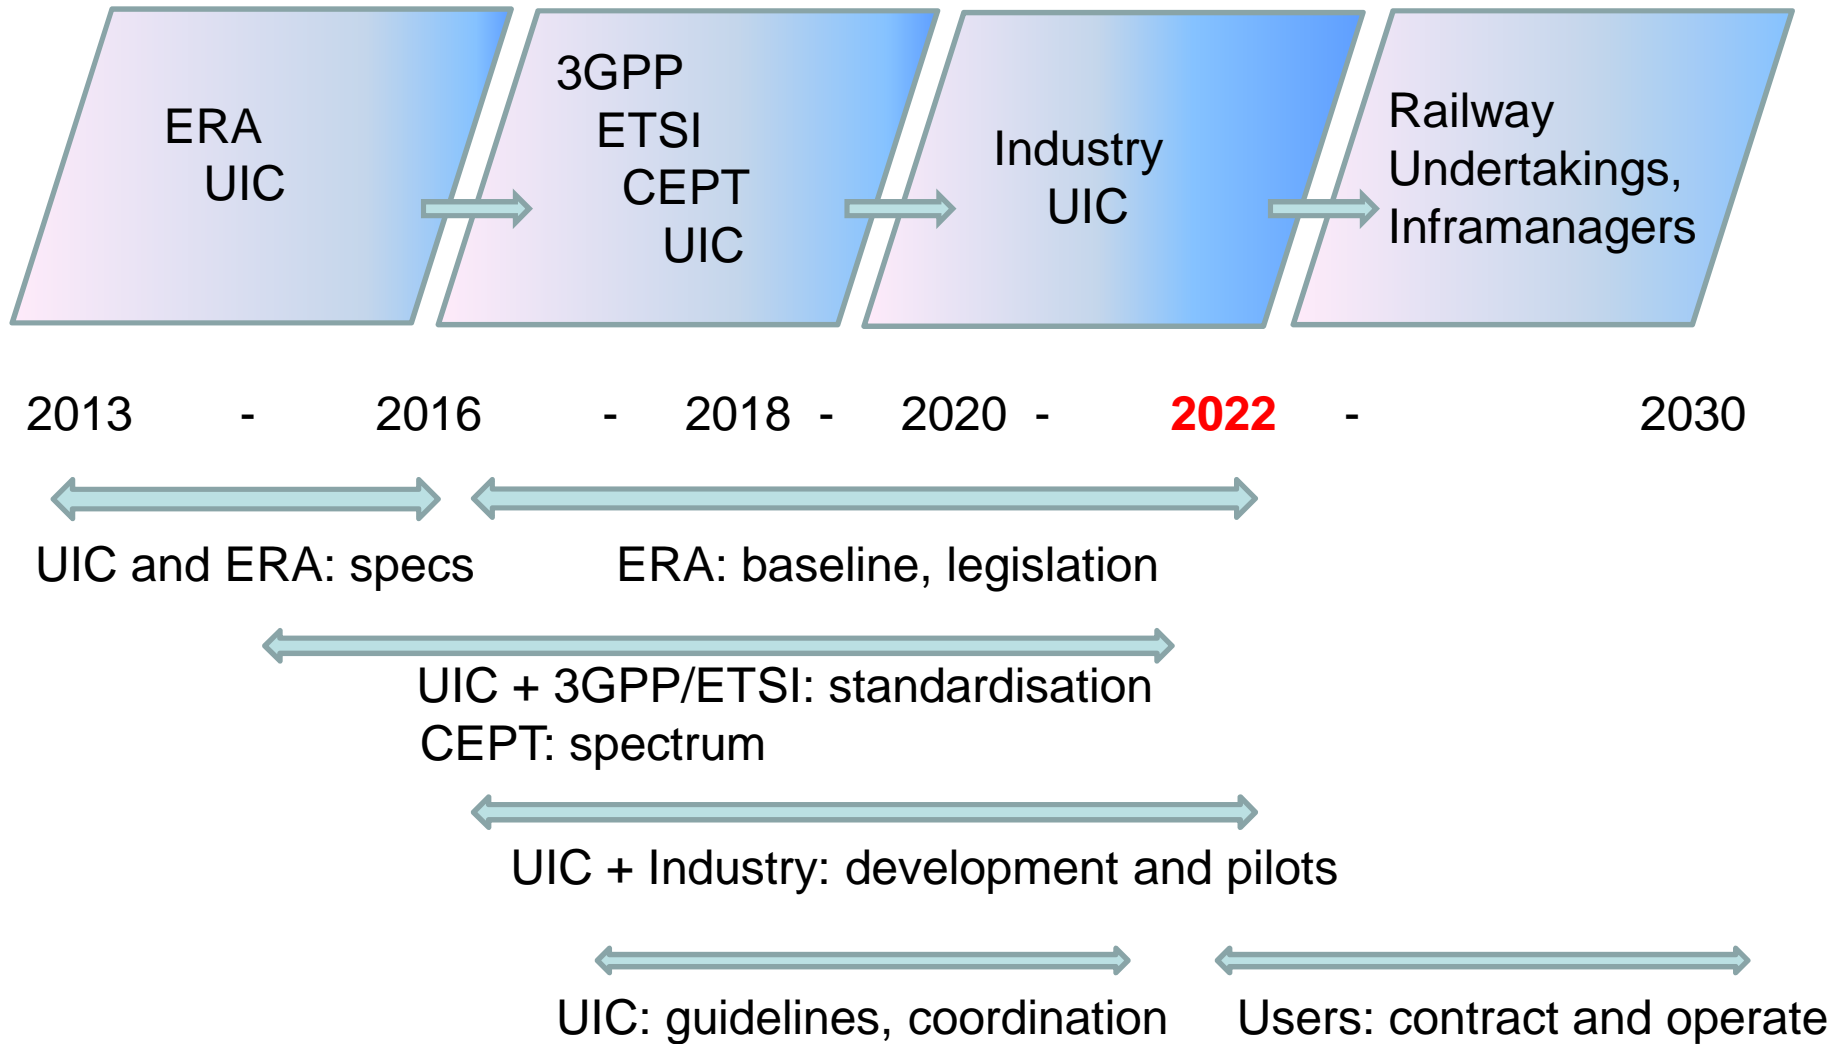 ERA
UIC
3GPP
ETSI
CEPT
UIC
Industry
UIC
Railway
Undertakings,
Inframanagers
2013 - 2016 - 2018 - 2020 - 2022 - 2030
UIC and ERA: specs
ERA: baseline, legislation
UIC + 3GPP/ETSI: standardisation
CEPT: spectrum
UIC + Industry: development and pilots
UIC: guidelines, coordination
Users: contract and operate